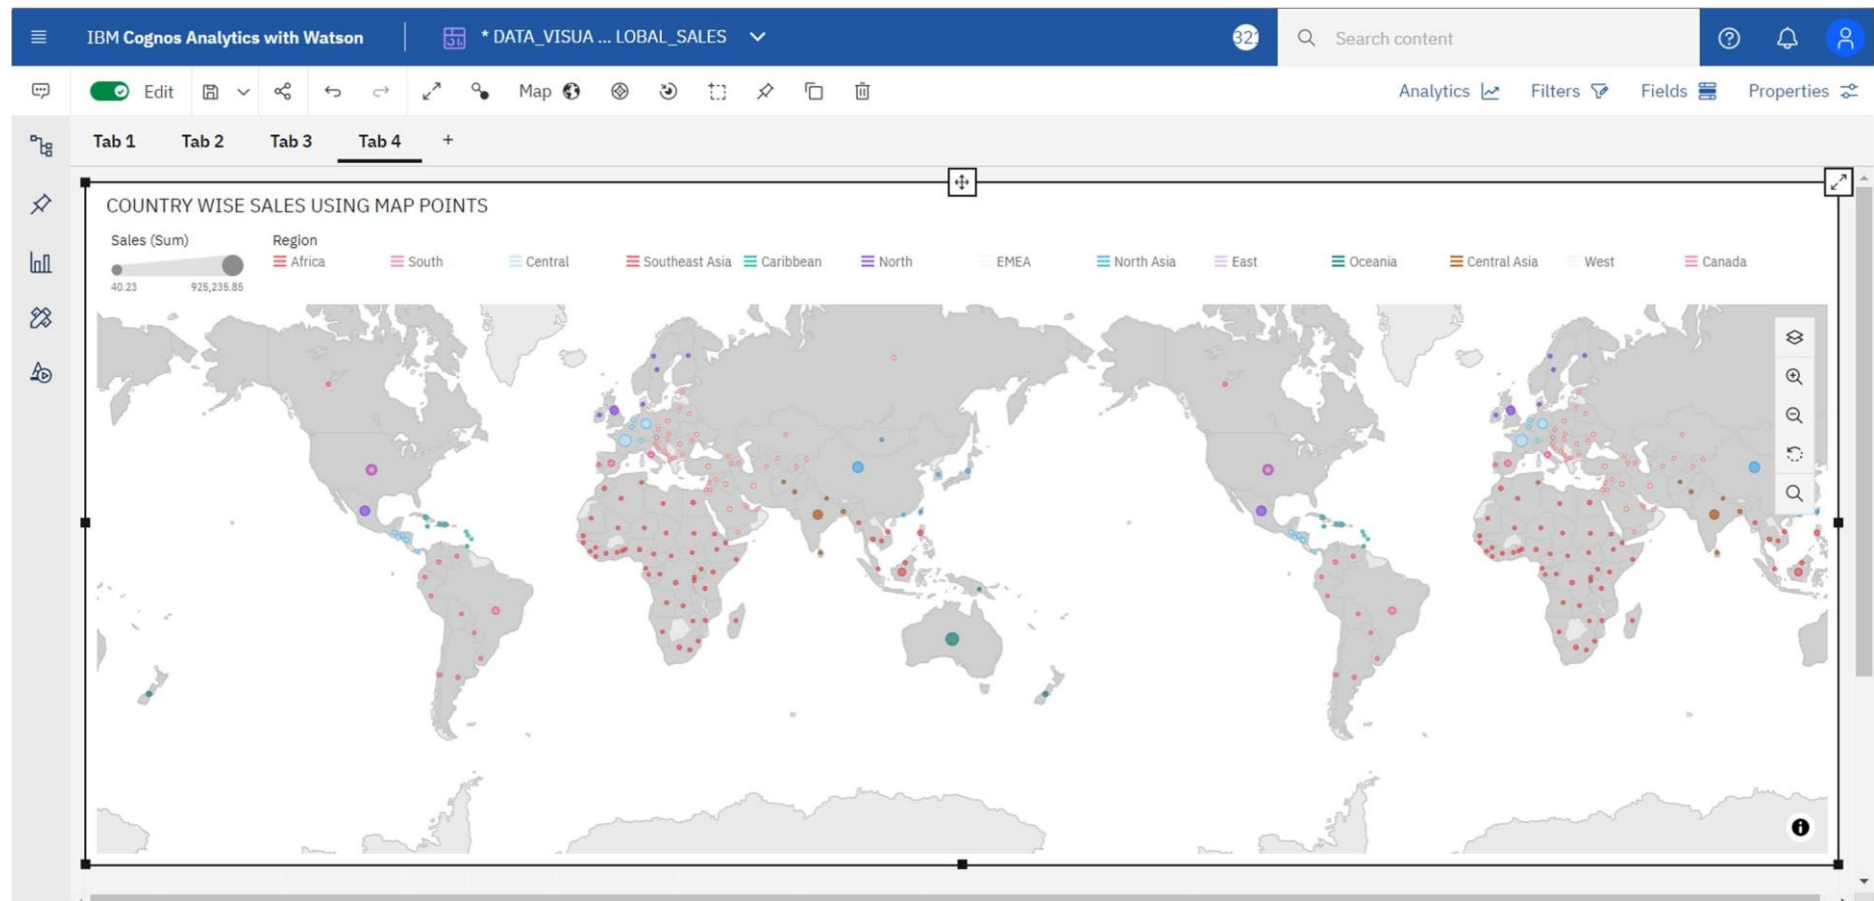 IBM Cognos Analytics with Watson
* DATA_VISUA ... LOBAL_SALES
Search content
Edit
Map
Analytics
Filters
Fields
Properties
Tab 1
Tab 2
Tab 3
Tab 4
+
COUNTRY WISE SALES USING MAP POINTS
Sales (Sum)
40.23
925,235.85
Region
Africa
South
Central
Southeast Asia
Caribbean
North
EMEA
North Asia
East
Oceania
Central Asia
West
Canada